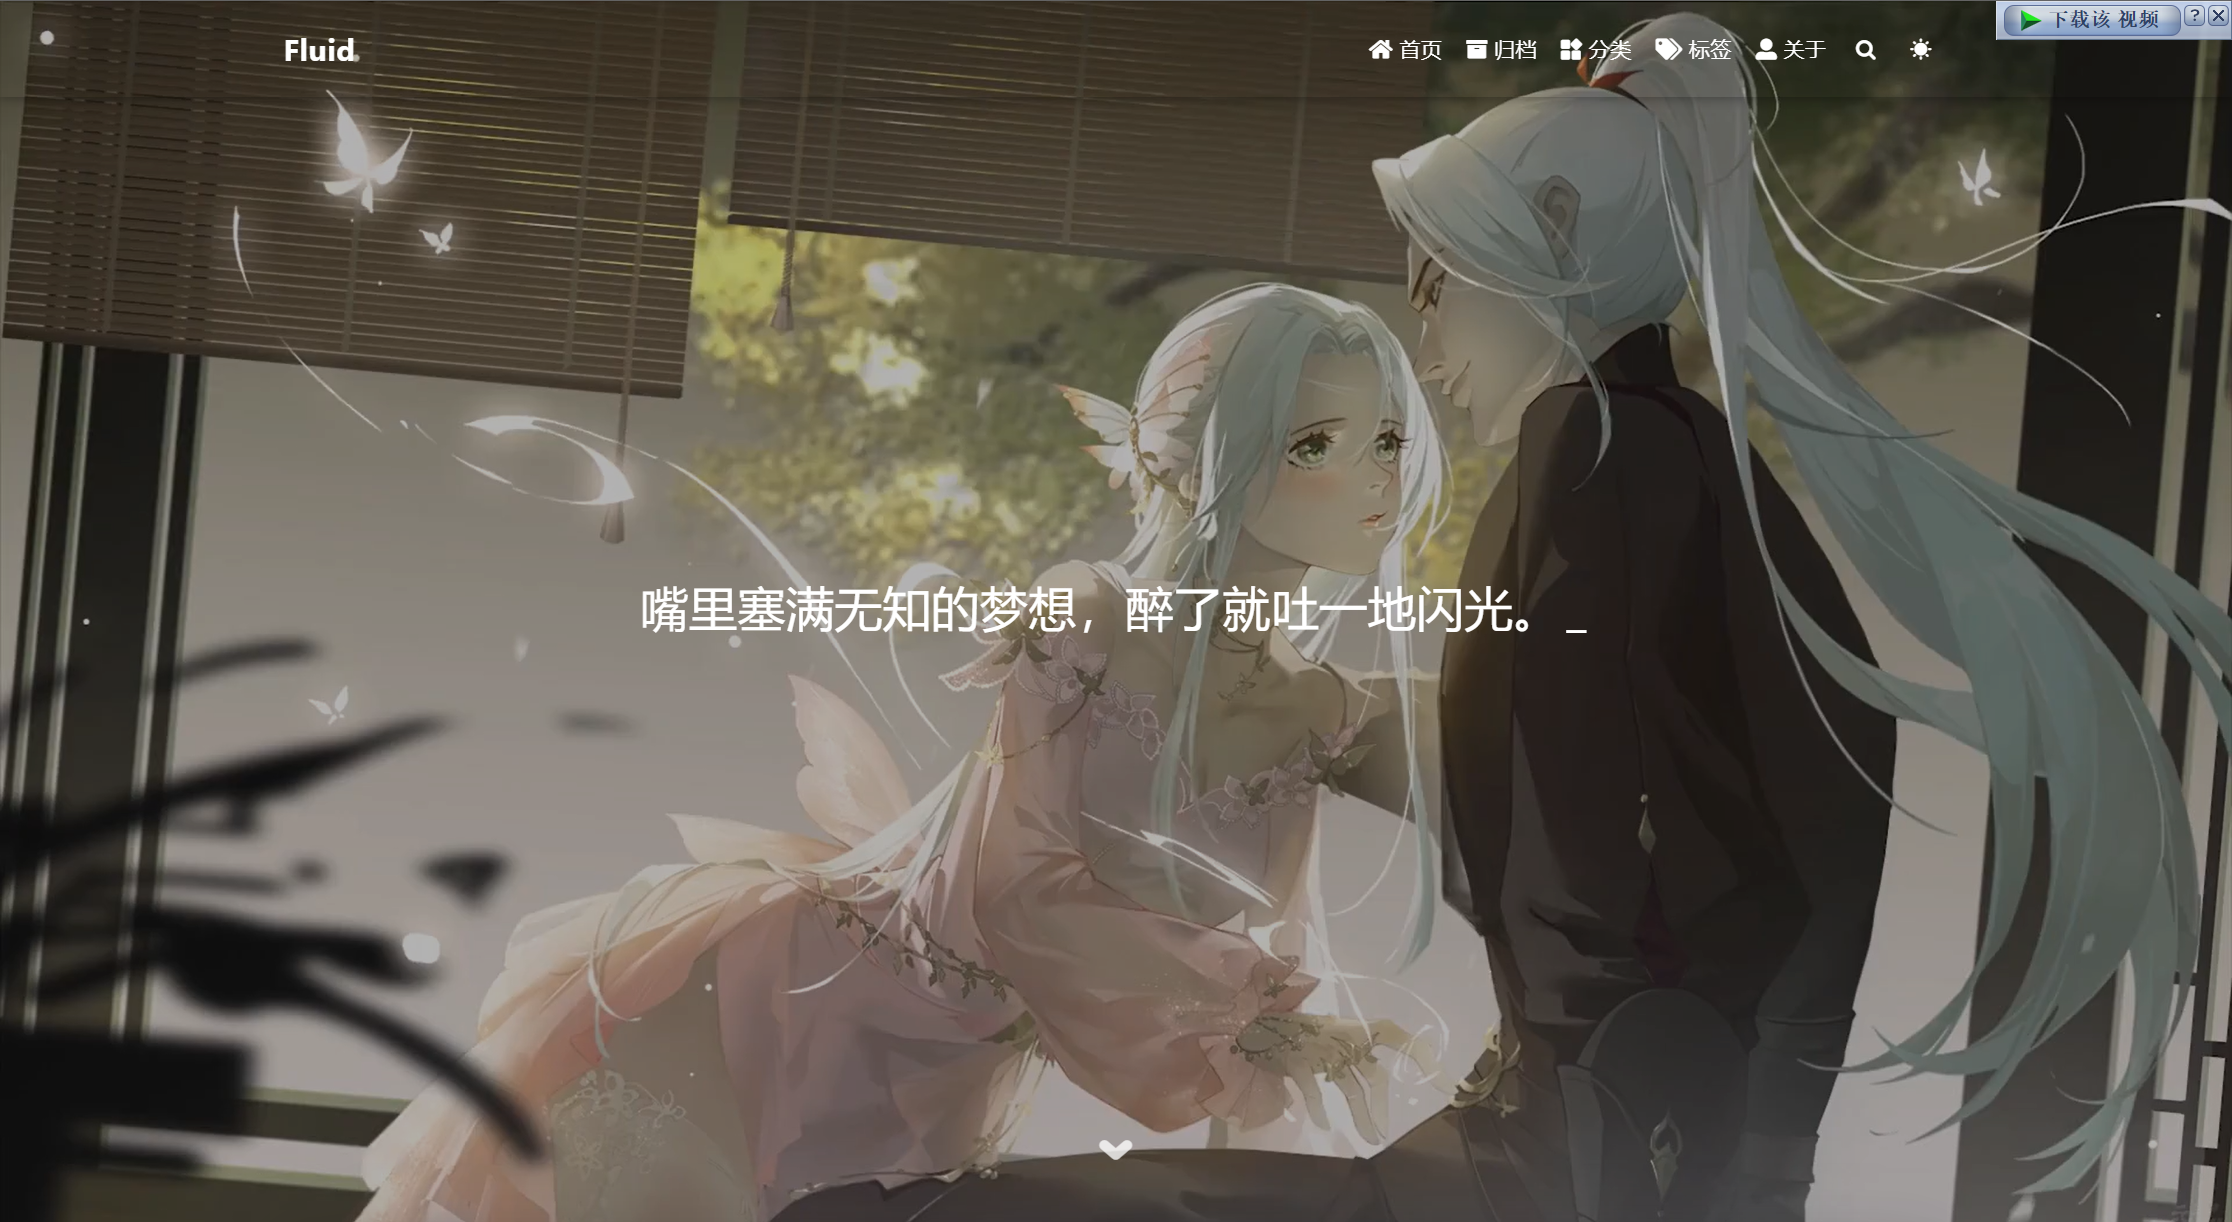 Fluid
首页 归档 分类 标签 关于
下载该 视频 ?
嘴里塞满无知的梦想，醉了就吐一地闪光。_